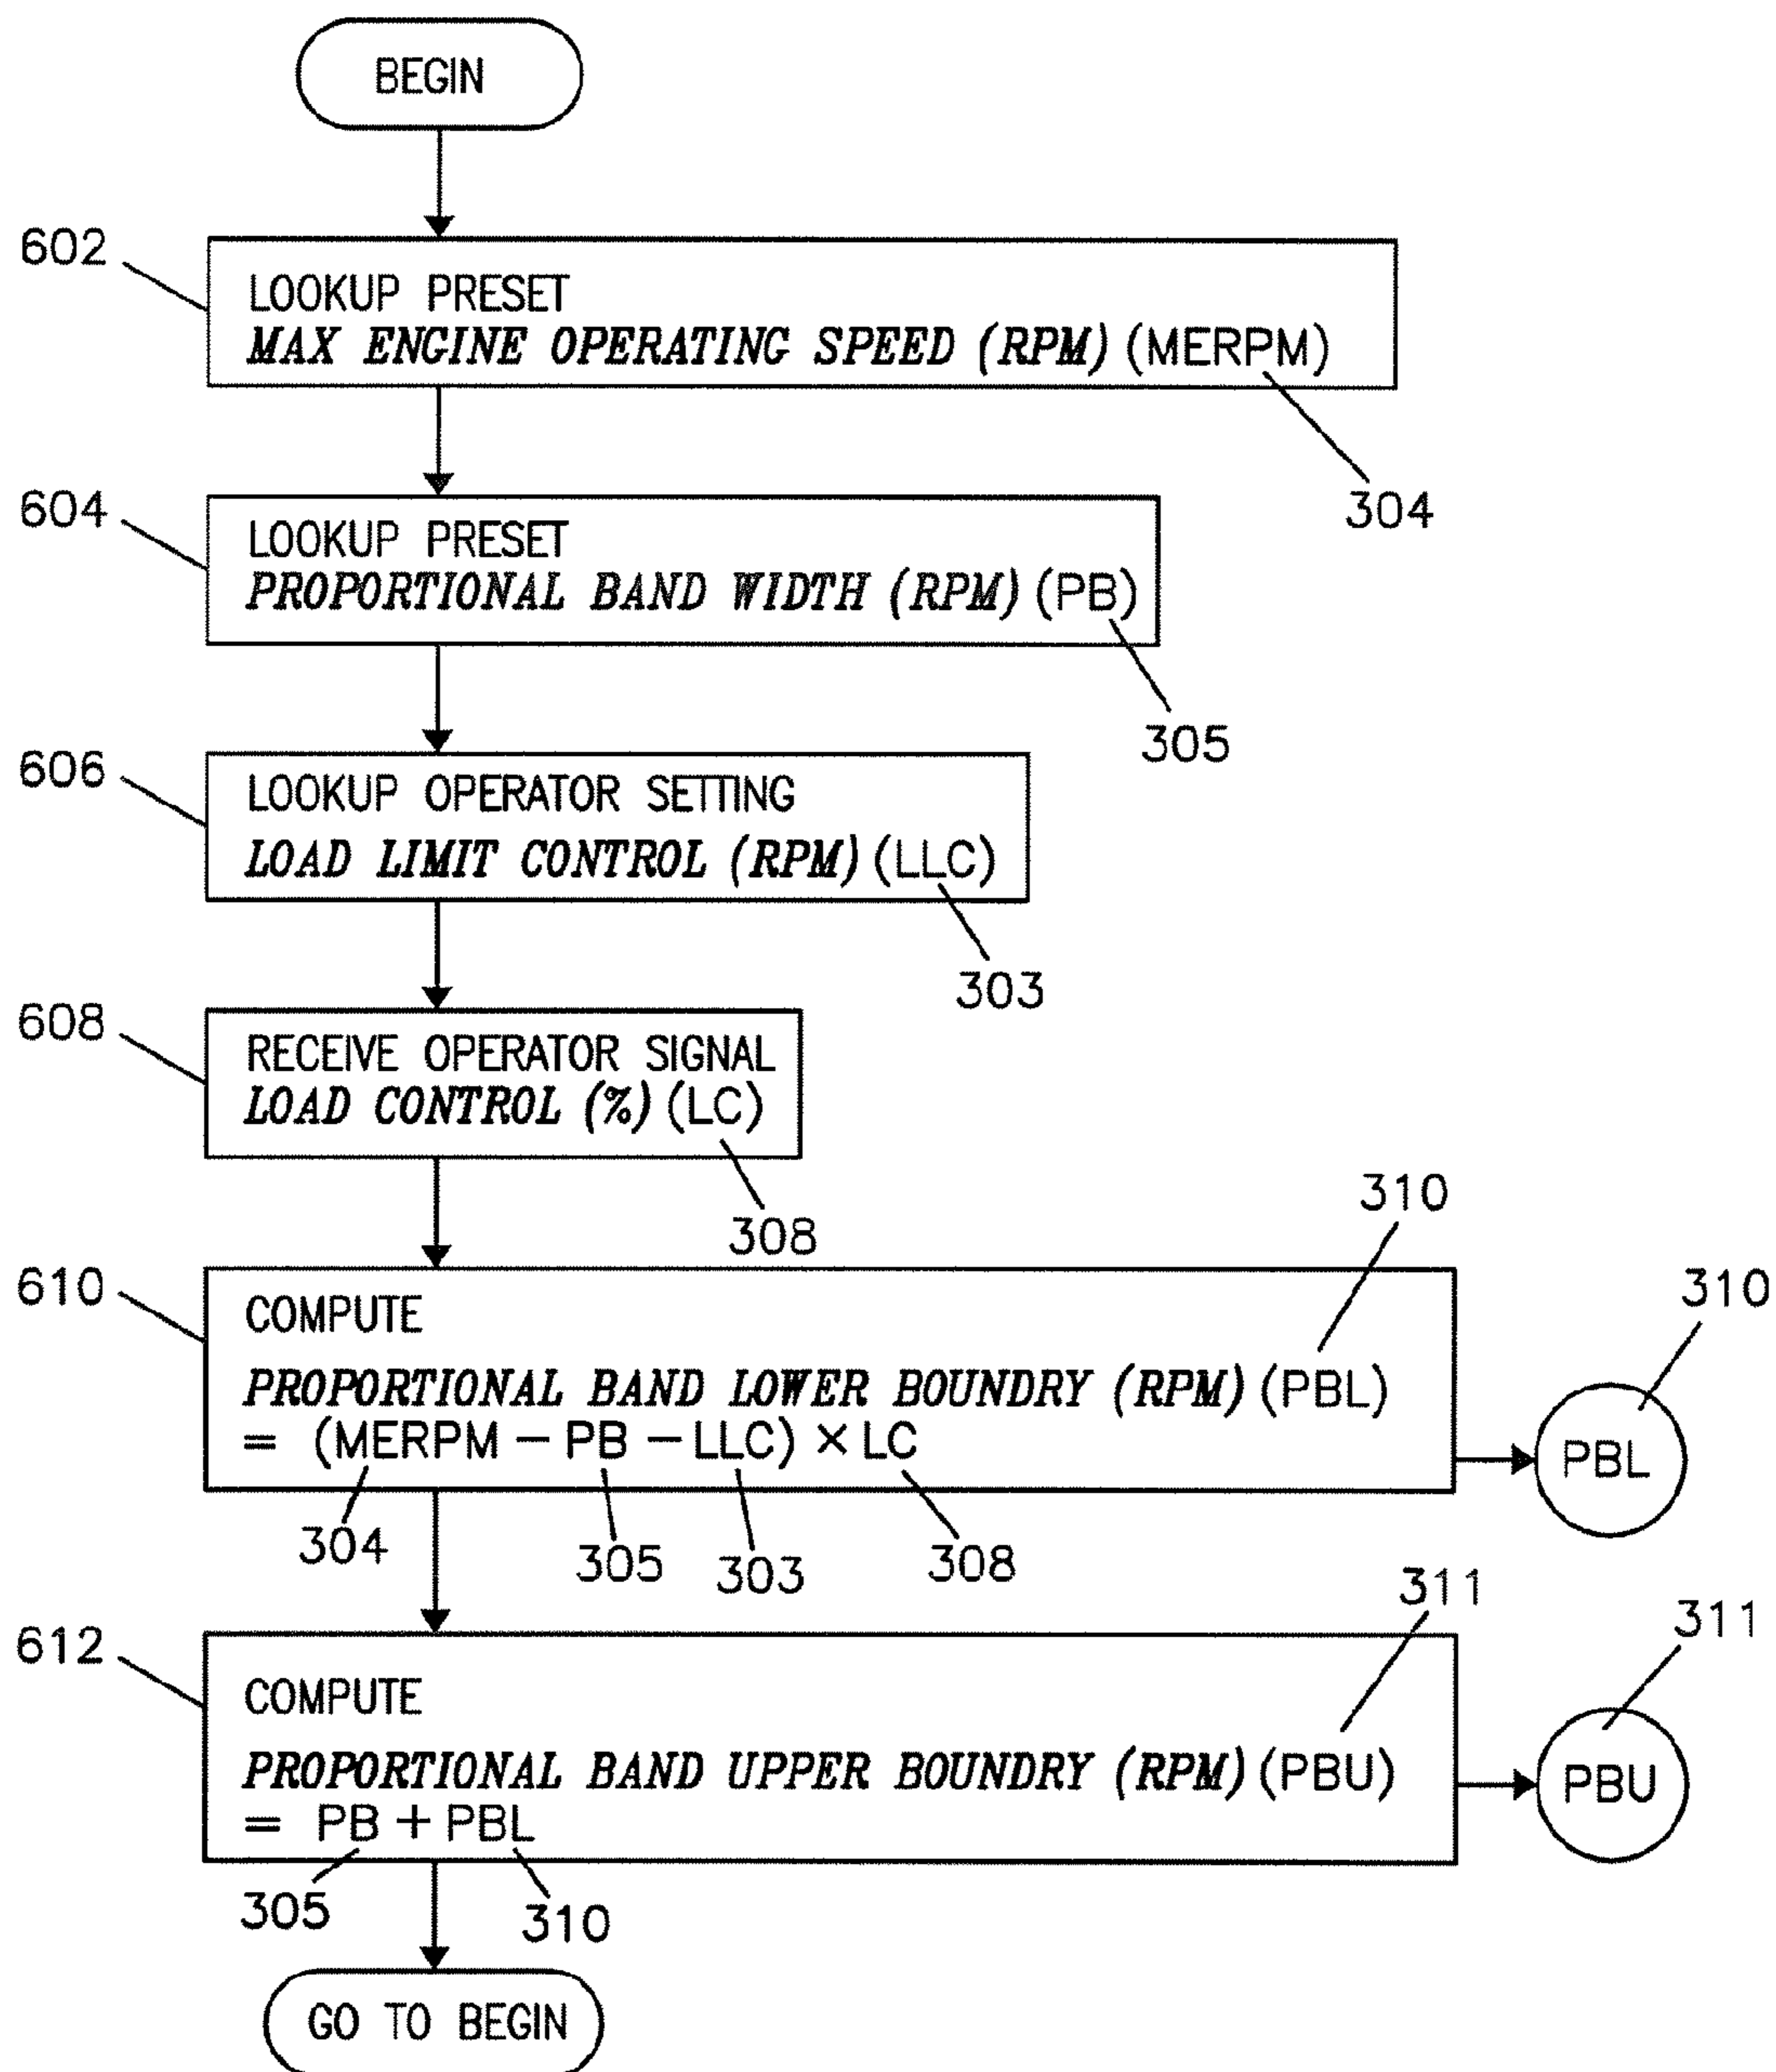 BEGIN
602
LOOKUP PRESET
MAX ENGINE OPERATING SPEED (RPM) (MERPM)
304
604
LOOKUP PRESET
PROPORTIONAL BAND WIDTH (RPM) (PB)
305
606
LOOKUP OPERATOR SETTING
LOAD LIMIT CONTROL (RPM) (LLC)
303
608
RECEIVE OPERATOR SIGNAL
LOAD CONTROL (%) (LC)
308
310
610
COMPUTE
PROPORTIONAL BAND LOWER BOUNDRY (RPM) (PBL)
= (MERPM - PB - LLC) × LC
304 305 303 308
310
PBL
311
612
COMPUTE
PROPORTIONAL BAND UPPER BOUNDRY (RPM) (PBU)
= PB + PBL
305 310
311
PBU
GO TO BEGIN